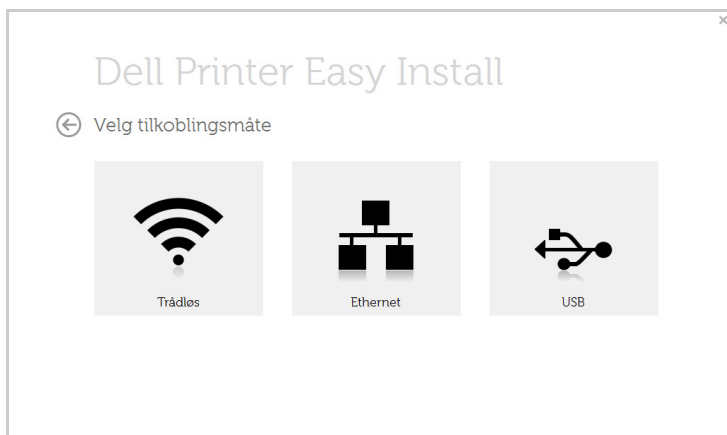 Dell Printer Easy Install
Velg tilkoblingsmåte
Trådløs
Ethernet
USB